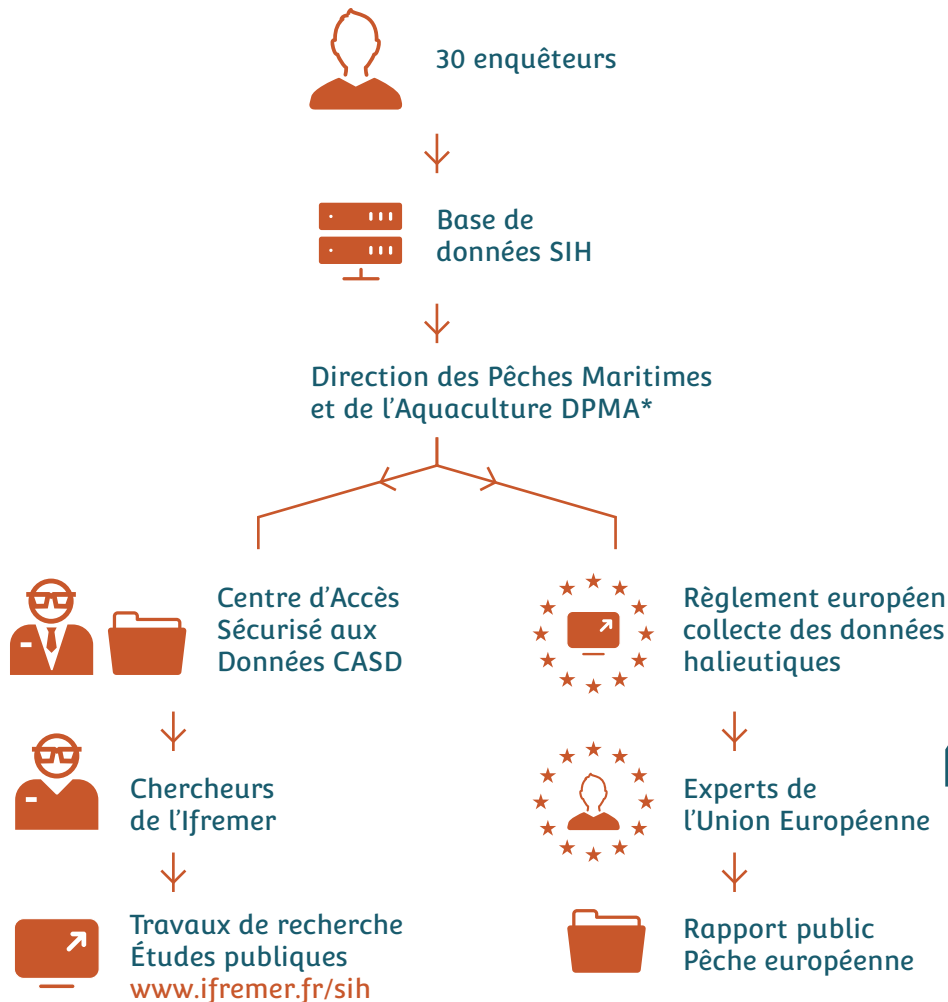 30 enquêteurs
Base de
données SIH
Direction des Pêches Maritimes
et de l'Aquaculture DPMA*
Centre d'Accès
Sécurisé aux
Données CASD
Chercheurs
de l'Ifremer
Travaux de recherche
Études publiques
www.ifremer.fr/sih
Règlement européen
collecte des données
halieutiques
Experts de
l'Union Européenne
Rapport public
Pêche européenne